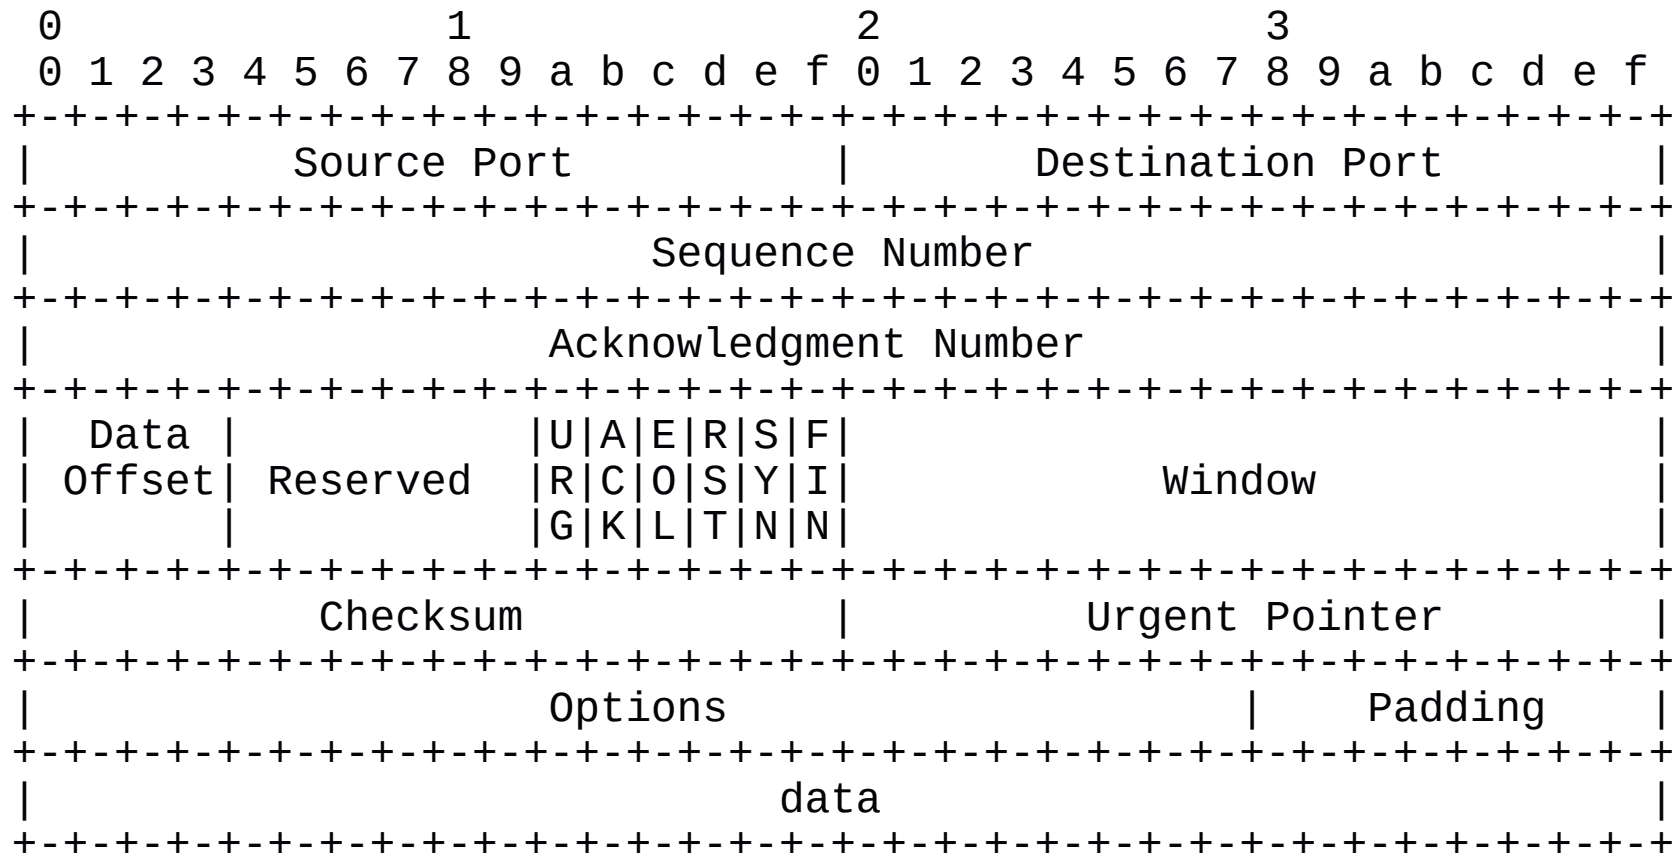 0                               1                               2                               3
 0 1 2 3 4 5 6 7 8 9 a b c d e f 0 1 2 3 4 5 6 7 8 9 a b c d e f
+-+-+-+-+-+-+-+-+-+-+-+-+-+-+-+-+-+-+-+-+-+-+-+-+-+-+-+-+-+-+-+-+
|          Source Port          |       Destination Port        |
+-+-+-+-+-+-+-+-+-+-+-+-+-+-+-+-+-+-+-+-+-+-+-+-+-+-+-+-+-+-+-+-+
|                        Sequence Number                        |
+-+-+-+-+-+-+-+-+-+-+-+-+-+-+-+-+-+-+-+-+-+-+-+-+-+-+-+-+-+-+-+-+
|                    Acknowledgment Number                      |
+-+-+-+-+-+-+-+-+-+-+-+-+-+-+-+-+-+-+-+-+-+-+-+-+-+-+-+-+-+-+-+-+
|  Data |           |U|A|E|R|S|F|                               |
| Offset| Reserved  |R|C|O|S|Y|I|            Window             |
|       |           |G|K|L|T|N|N|                               |
+-+-+-+-+-+-+-+-+-+-+-+-+-+-+-+-+-+-+-+-+-+-+-+-+-+-+-+-+-+-+-+-+
|           Checksum            |         Urgent Pointer        |
+-+-+-+-+-+-+-+-+-+-+-+-+-+-+-+-+-+-+-+-+-+-+-+-+-+-+-+-+-+-+-+-+
|                    Options                    |    Padding    |
+-+-+-+-+-+-+-+-+-+-+-+-+-+-+-+-+-+-+-+-+-+-+-+-+-+-+-+-+-+-+-+-+
|                             data                              |
+-+-+-+-+-+-+-+-+-+-+-+-+-+-+-+-+-+-+-+-+-+-+-+-+-+-+-+-+-+-+-+-+